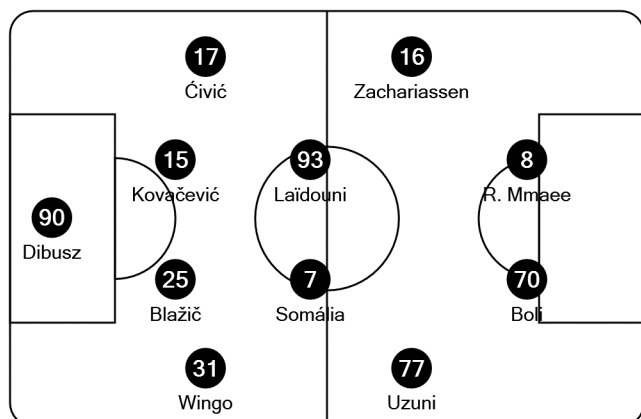 17
Ćivić
16
Zachariassen
15
Kovačević
93
Laïdouni
8
R. Mmaee
90
Dibusz
25
Blažič
7
Somália
70
Boli
31
Wingo
77
Uzuni